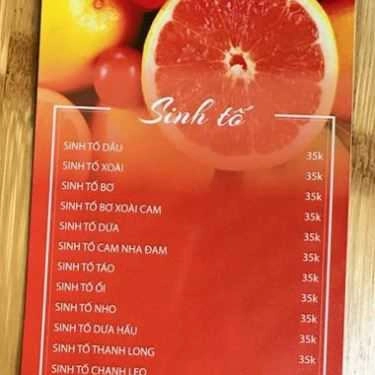 Sinh tố
SINH TỐ DÂU 35k
SINH TỐ XOÀI 35k
SINH TỐ BƠ 35k
SINH TỐ BƠ XOÀI CAM 35k
SINH TỐ DỨA 35k
SINH TỐ CAM NHA ĐAM 35k
SINH TỐ TÁO 35k
SINH TỐ ỔI 35k
SINH TỐ NHO 35k
SINH TỐ DƯA HẤU 35k
SINH TỐ THANH LONG 35k
SINH TỐ CHANH LEO 35k